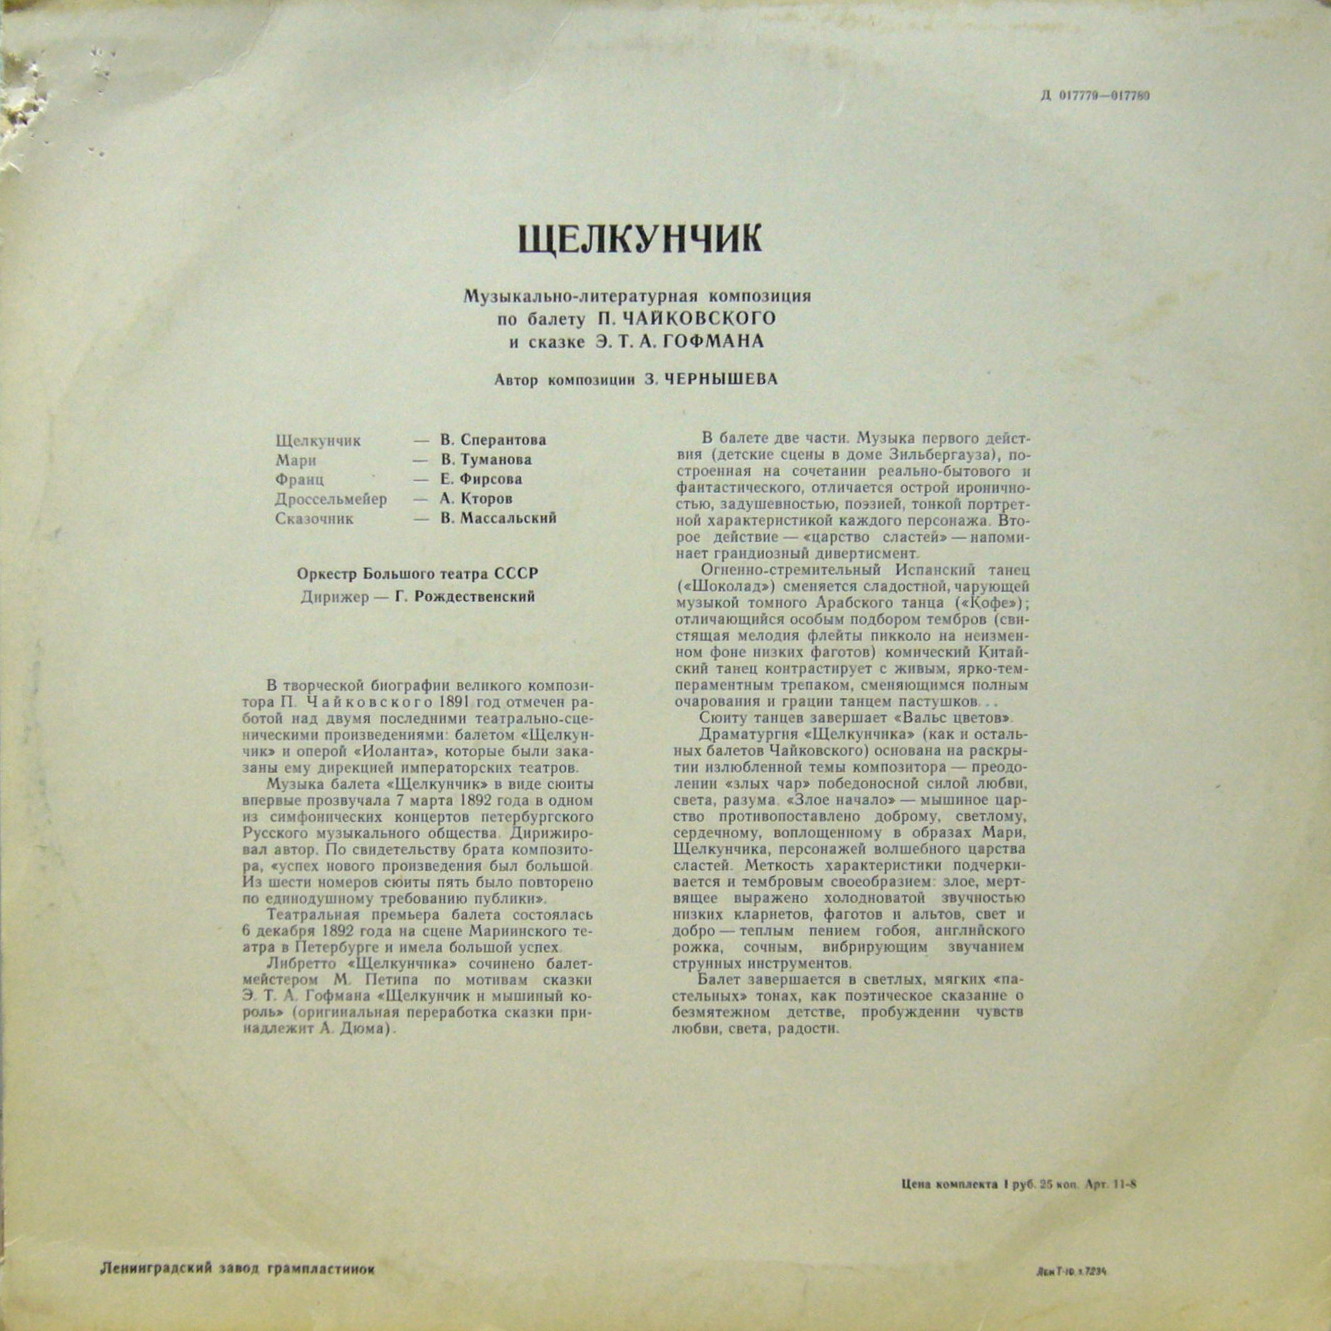 Д 017779—017780
ЩЕЛКУНЧИК
Музыкально-литературная композиция
по балету П. ЧАЙКОВСКОГО
и сказке Э. Т. А. ГОФМАНА
Автор композиции З. ЧЕРНЫШЕВА
Щелкунчик — В. Сперантова
Мари — В. Туманова
Франц — Е. Фирсова
Дроссельмейер — А. Кторов
Сказочник — В. Массальский
Оркестр Большого театра СССР
Дирижер — Г. Рождественский
В творческой биографии великого компози-
тора П. Чайковского 1891 год отмечен ра-
ботой над двумя последними театрально-сце-
ническими произведениями: балетом «Щелкун-
чик» и оперой «Иоланта», которые были зака-
заны ему дирекцией императорских театров.
Музыка балета «Щелкунчик» в виде сюиты
впервые прозвучала 7 марта 1892 года в одном
из симфонических концертов петербургского
Русского музыкального общества. Дирижиро-
вал автор. По свидетельству брата композито-
ра, «успех нового произведения был большой.
Из шести номеров сюиты пять было повторено
по единодушному требованию публики».
Театральная премьера балета состоялась
6 декабря 1892 года на сцене Мариинского те-
атра в Петербурге и имела большой успех.
Либретто «Щелкунчика» сочинено балет-
мейстером М. Петипа по мотивам сказки
Э. Т. А. Гофмана «Щелкунчик и мышиный ко-
роль» (оригинальная переработка сказки при-
надлежит А. Дюма).
В балете две части. Музыка первого дейст-
вия (детские сцены в доме Зильбергауза), по-
строенная на сочетании реально-бытового и
фантастического, отличается острой ироничо-
стью, задушевностью, поэзией, тонкой портрет-
ной характеристикой каждого персонажа. Вто-
рое действие — «царство сластей» — напоми-
нает грандиозный дивертисмент.
Огненно-стремительный Испанский танец
(«Шоколад») сменяется сладостной, чарующей
музыкой томного Арабского танца («Кофе»);
отличающийся особым подбором тембров (сви-
стящая мелодия флейты пикколо на неизмен-
ном фоне низких фаготов) комический Китай-
ский танец контрастирует с живым, ярко-тем-
пераментным трепаком, сменяющимся полным
очарования и грации танцем пастушков...
Сюиту танцев завершает «Вальс цветов».
Драматургия «Щелкунчика» (как и осталь-
ных балетов Чайковского) основана на раскры-
тии излюбленной темы композитора — преодо-
лении «злых чар» победоносной силой любви,
света, разума. «Злое начало» — мышиное цар-
ство противопоставлено доброму, светлому,
сердечному, воплощенному в образах Мари,
Щелкунчика, персонажей волшебного царства
сластей. Меткость характеристики подчерки-
вается и тембровым своеобразием: злое, мерт-
вящее выражено холодноватой звучностью
низких кларнетов, фаготов и альтов, свет и
добро — теплым пением гобоя, английского
рожка, сочным, вибрирующим звучанием
струнных инструментов.
Балет завершается в светлых, мягких «па-
стельных» тонах, как поэтическое сказание о
безмятежном детстве, пробуждении чувств
любви, света, радости.
Цена комплекта 1 руб. 25 коп. Арт. 11-8
Ленинградский завод грампластинок
Лен Т-10 з. 7234